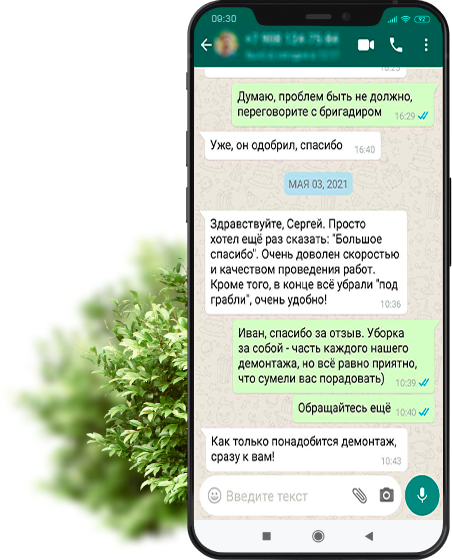 09:30
92
Думаю, проблем быть не должно,
переговорите с бригадиром 16:29
Уже, он одобрил, спасибо 16:40
МАЯ 03, 2021
Здравствуйте, Сергей. Просто
хотел ещё раз сказать: "Большое
спасибо". Очень доволен скоростью
и качеством проведения работ.
Кроме того, в конце всё убрали "под
грабли", очень удобно! 10:36
Иван, спасибо за отзыв. Уборка
за собой - часть каждого нашего
демонтажа, но всё равно приятно,
что сумели вас порадовать) 10:39
Обращайтесь ещё 10:40
Как только понадобится демонтаж,
сразу к вам! 10:43
Введите текст